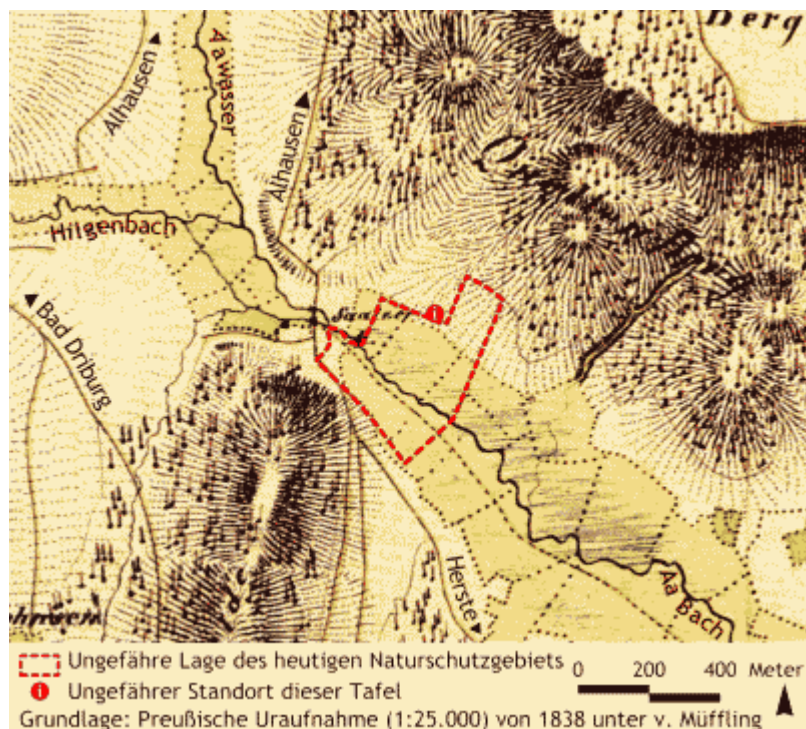 Berg
Aawasser
Alhausen
Alhausen
Hilgenbach
Bad Driburg
Herste
Aa Bach
Ungefähre Lage des heutigen Naturschutzgebiets
Ungefährer Standort dieser Tafel
0 200 400 Meter
Grundlage: Preußische Uraufnahme (1:25.000) von 1838 unter v. Müffling